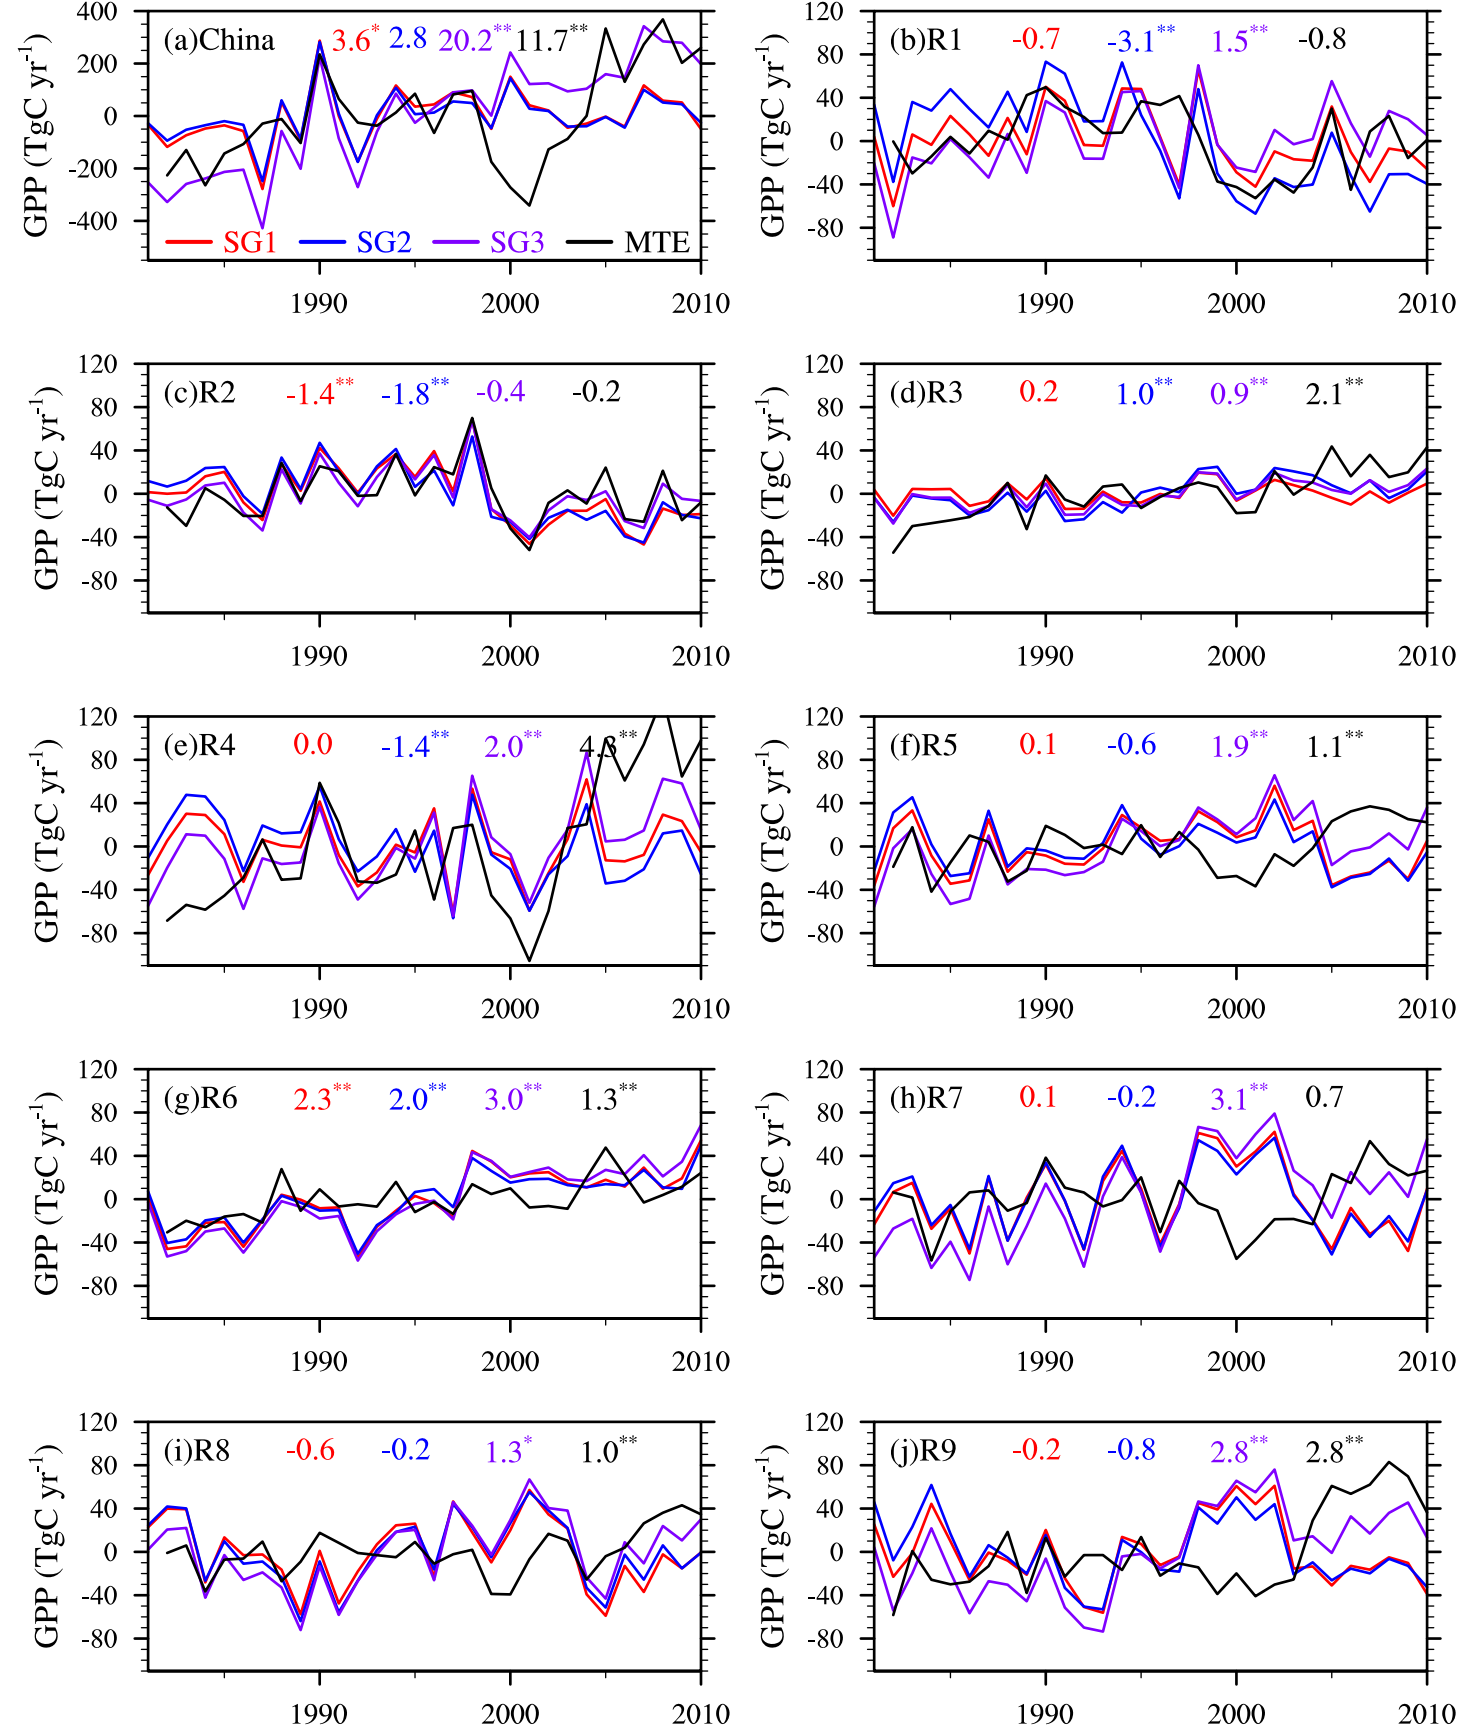 400
200
0
-200
-400
GPP (TgC yr-1)
(a)China 3.6* 2.8 20.2** 11.7**
SG1 SG2 SG3 MTE
1990 2000 2010
120
80
40
0
-40
-80
GPP (TgC yr-1)
(b)R1 -0.7 -3.1** 1.5** -0.8
1990 2000 2010
120
80
40
0
-40
-80
GPP (TgC yr-1)
(c)R2 -1.4** -1.8** -0.4 -0.2
1990 2000 2010
120
80
40
0
-40
-80
GPP (TgC yr-1)
(d)R3 0.2 1.0** 0.9** 2.1**
1990 2000 2010
120
80
40
0
-40
-80
GPP (TgC yr-1)
(e)R4 0.0 -1.4** 2.0** 4.3**
1990 2000 2010
120
80
40
0
-40
-80
GPP (TgC yr-1)
(f)R5 0.1 -0.6 1.9** 1.1**
1990 2000 2010
120
80
40
0
-40
-80
GPP (TgC yr-1)
(g)R6 2.3** 2.0** 3.0** 1.3**
1990 2000 2010
120
80
40
0
-40
-80
GPP (TgC yr-1)
(h)R7 0.1 -0.2 3.1** 0.7
1990 2000 2010
120
80
40
0
-40
-80
GPP (TgC yr-1)
(i)R8 -0.6 -0.2 1.3* 1.0**
1990 2000 2010
120
80
40
0
-40
-80
GPP (TgC yr-1)
(j)R9 -0.2 -0.8 2.8** 2.8**
1990 2000 2010